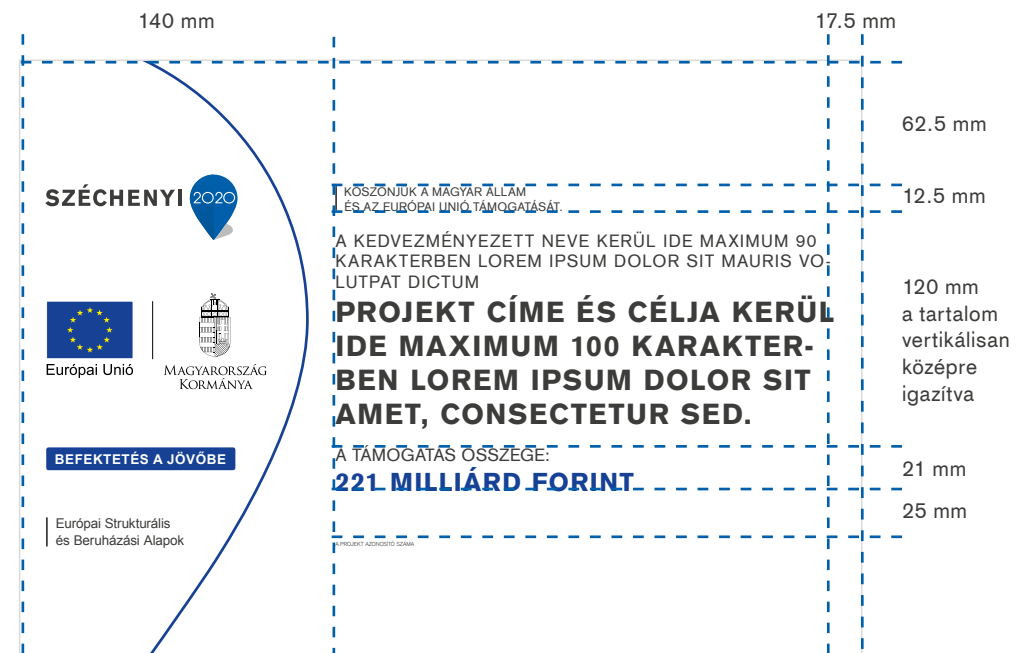 140 mm
17.5 mm
62.5 mm
12.5 mm
120 mm
a tartalom
vertikálisan
középre
igazítva
21 mm
25 mm
SZÉCHENYI 2020
Európai Unió
MAGYARORSZÁG
KORMÁNYA
BEFEKTETÉS A JÖVŐBE
Európai Strukturális
és Beruházási Alapok
KÖSZÖNJÜK A MAGYAR ÁLLAM
ÉS AZ EURÓPAI UNIÓ TÁMOGATÁSÁT.
A KEDVEZMÉNYEZETT NEVE KERÜL IDE MAXIMUM 90
KARAKTERBEN LOREM IPSUM DOLOR SIT MAURIS VO-
LUTPAT DICTUM
PROJEKT CÍME ÉS CÉLJA KERÜL
IDE MAXIMUM 100 KARAKTER-
BEN LOREM IPSUM DOLOR SIT
AMET, CONSECTETUR SED.
A TÁMOGATÁS ÖSSZEGE:
221 MILLIÁRD FORINT
A PROJEKT AZONOSÍTÓ SZÁMA